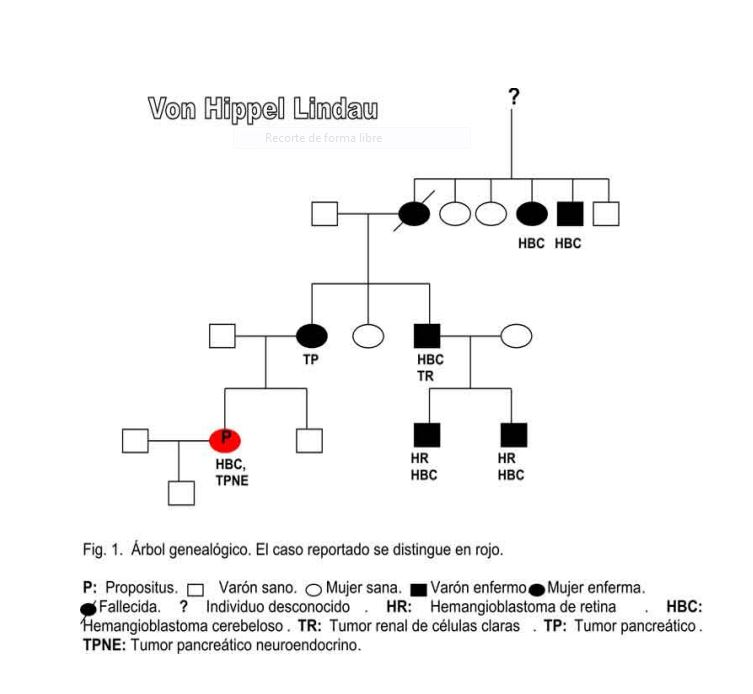 ?
Von Hippel Lindau
Recorte de forma libre
HBC HBC
TP
HBC
TR
P
HBC,
TPNE
HR
HBC
HR
HBC
Fig. 1. Árbol genealógico. El caso reportado se distingue en rojo.
P: Propositus. Varón sano. Mujer sana. Varón enfermo Mujer enferma.
Fallecida. ? Individuo desconocido . HR: Hemangioblastoma de retina . HBC:
Hemangioblastoma cerebeloso . TR: Tumor renal de células claras . TP: Tumor pancreático .
TPNE: Tumor pancreático neuroendocrino.